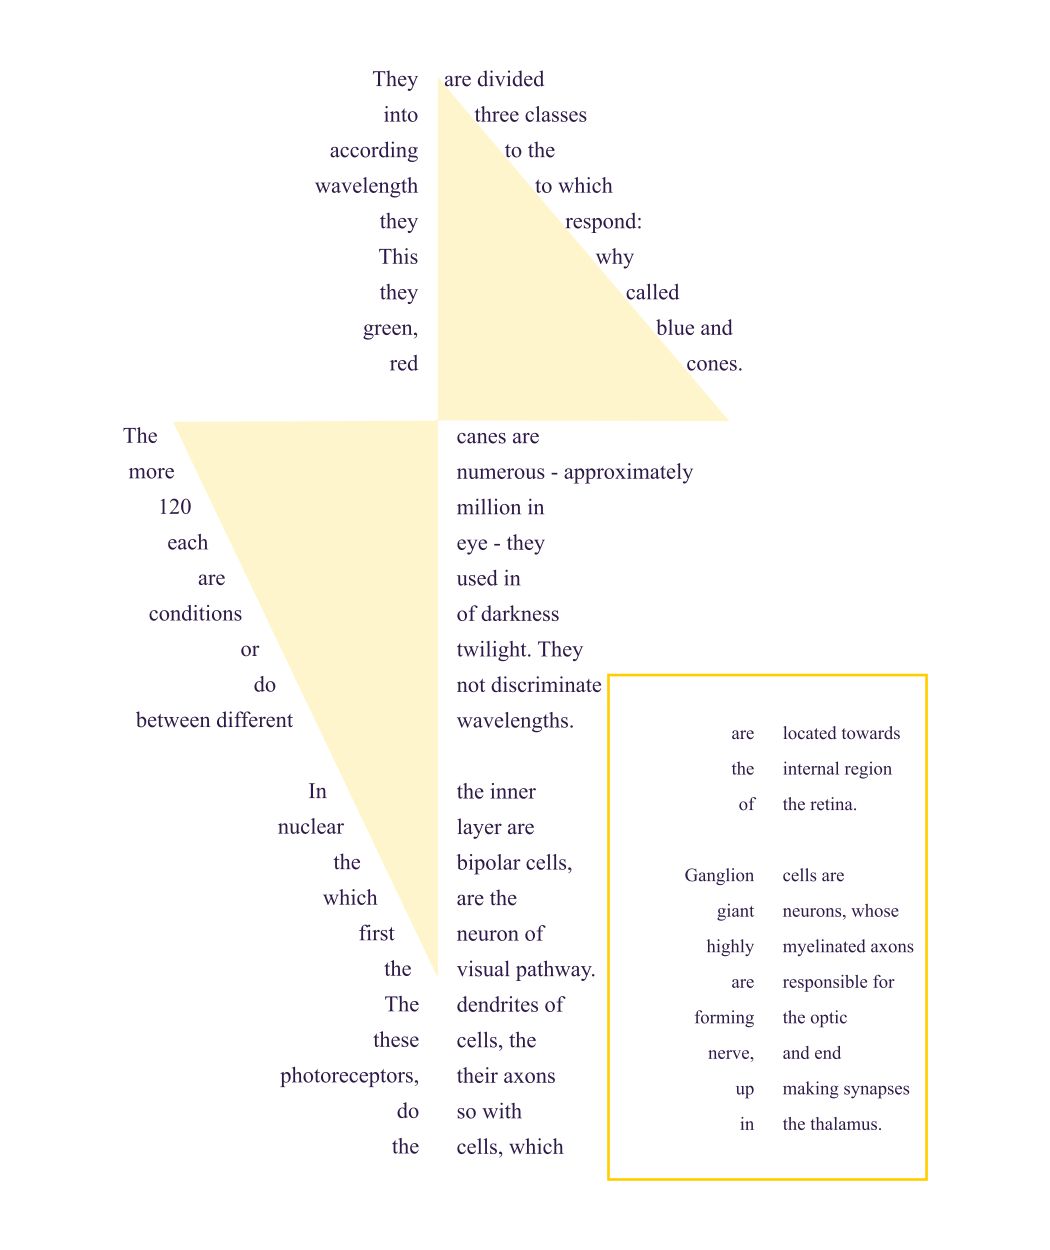 They are divided
into three classes
according to the
wavelength to which
they respond:
This why
they called
green, blue and
red cones.
The canes are
more numerous - approximately
120 million in
each eye - they
are used in
conditions of darkness
or twilight. They
do not discriminate
between different wavelengths.
In the inner
nuclear layer are
the bipolar cells,
which are the
first neuron of
the visual pathway.
The dendrites of
these cells, the
photoreceptors, their axons
do so with
the cells, which
are located towards
the internal region
of the retina.
Ganglion cells are
giant neurons, whose
highly myelinated axons
are responsible for
forming the optic
nerve, and end
up making synapses
in the thalamus.